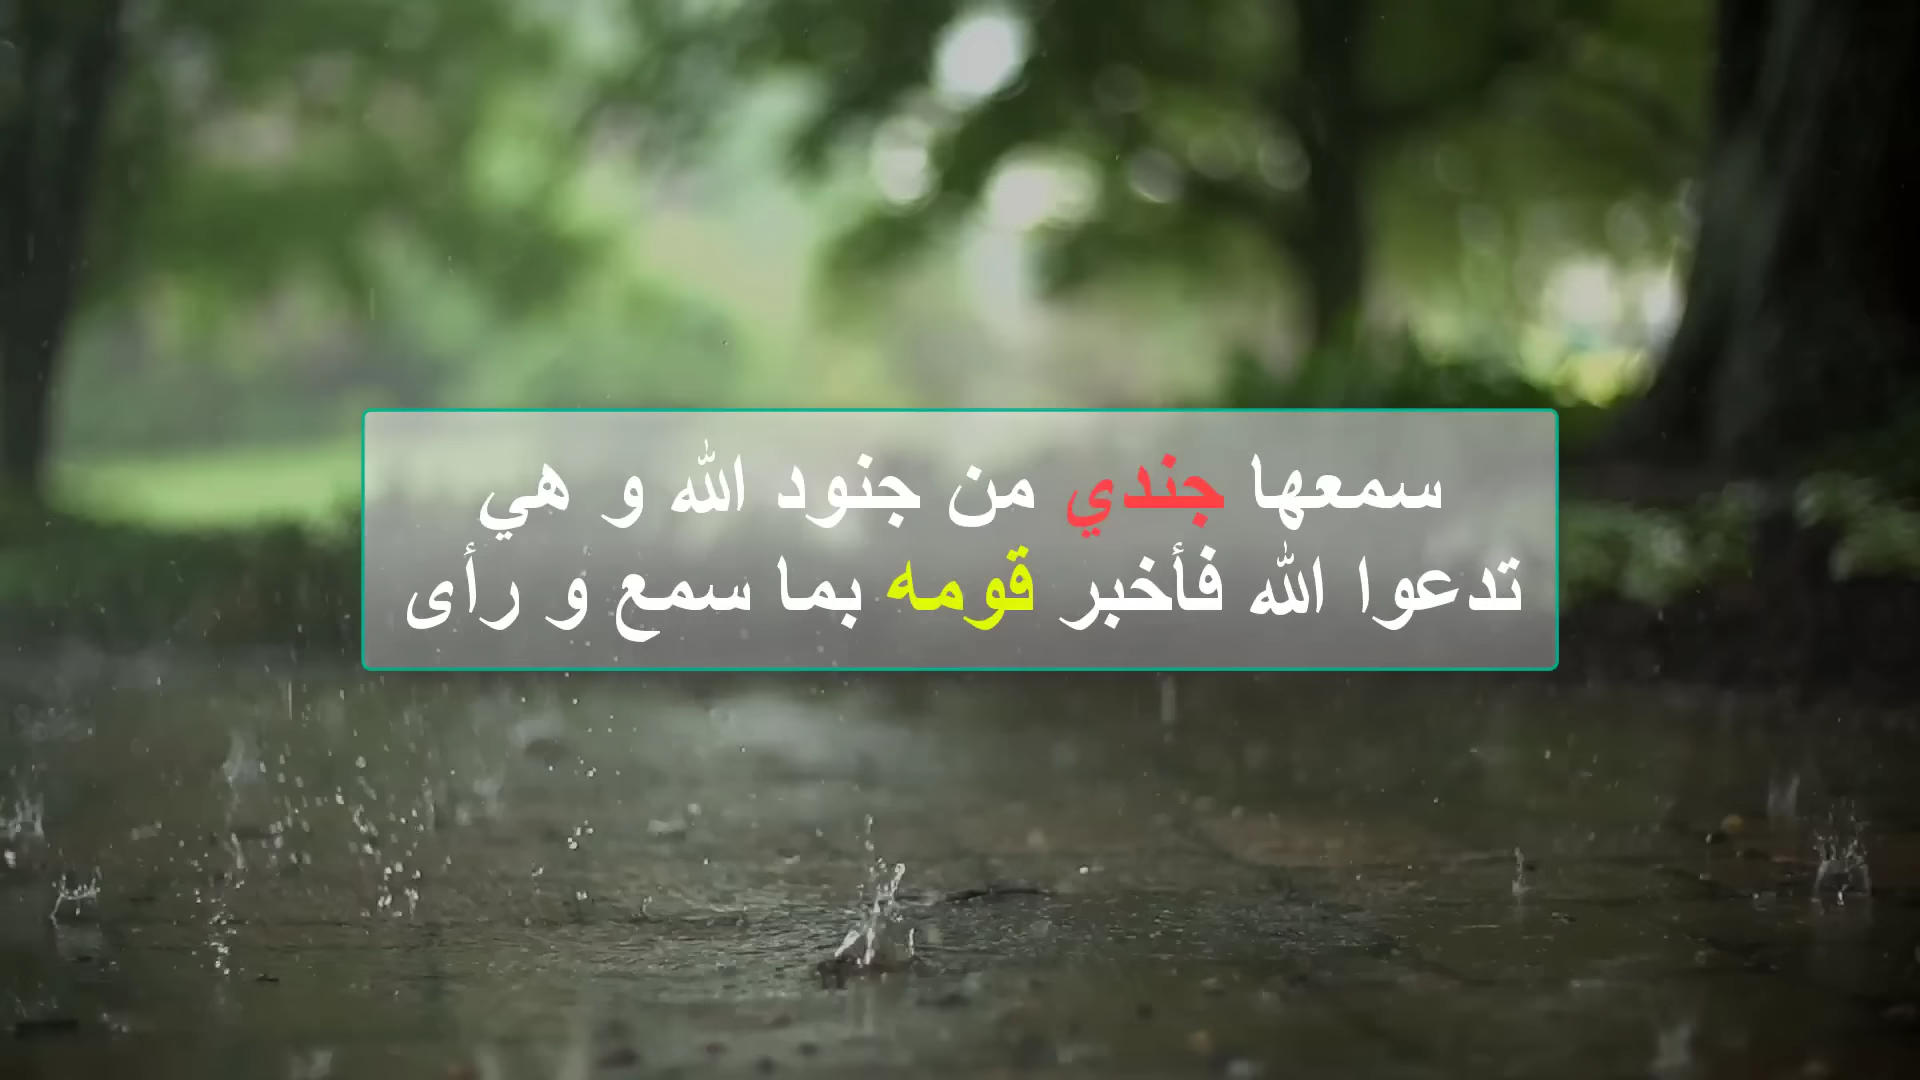 سمعها جندي من جنود الله و هي
تدعوا الله فأخبر قومه بما سمع و رأى